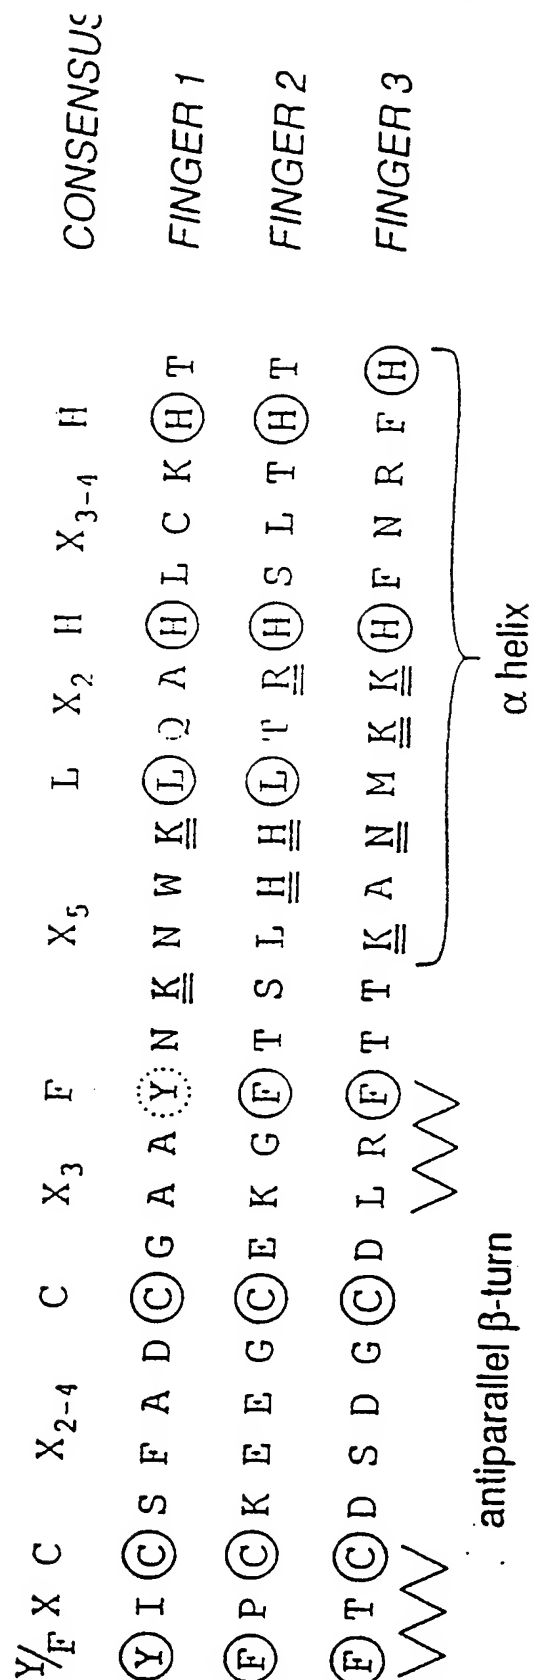 Y/F X C X2-4 C X3 F X5 L X2 H X3-4 H CONSENSUS
Y I C S F A D C G A A Y N K N W K L Q A H L C K H T FINGER 1
F P C K E E G C E K G F T S L H H L T R H S L T H T FINGER 2
F T C D S D G C D L R F T T K A N M K K H F N R F H FINGER 3
antiparallel β-turn
α helix